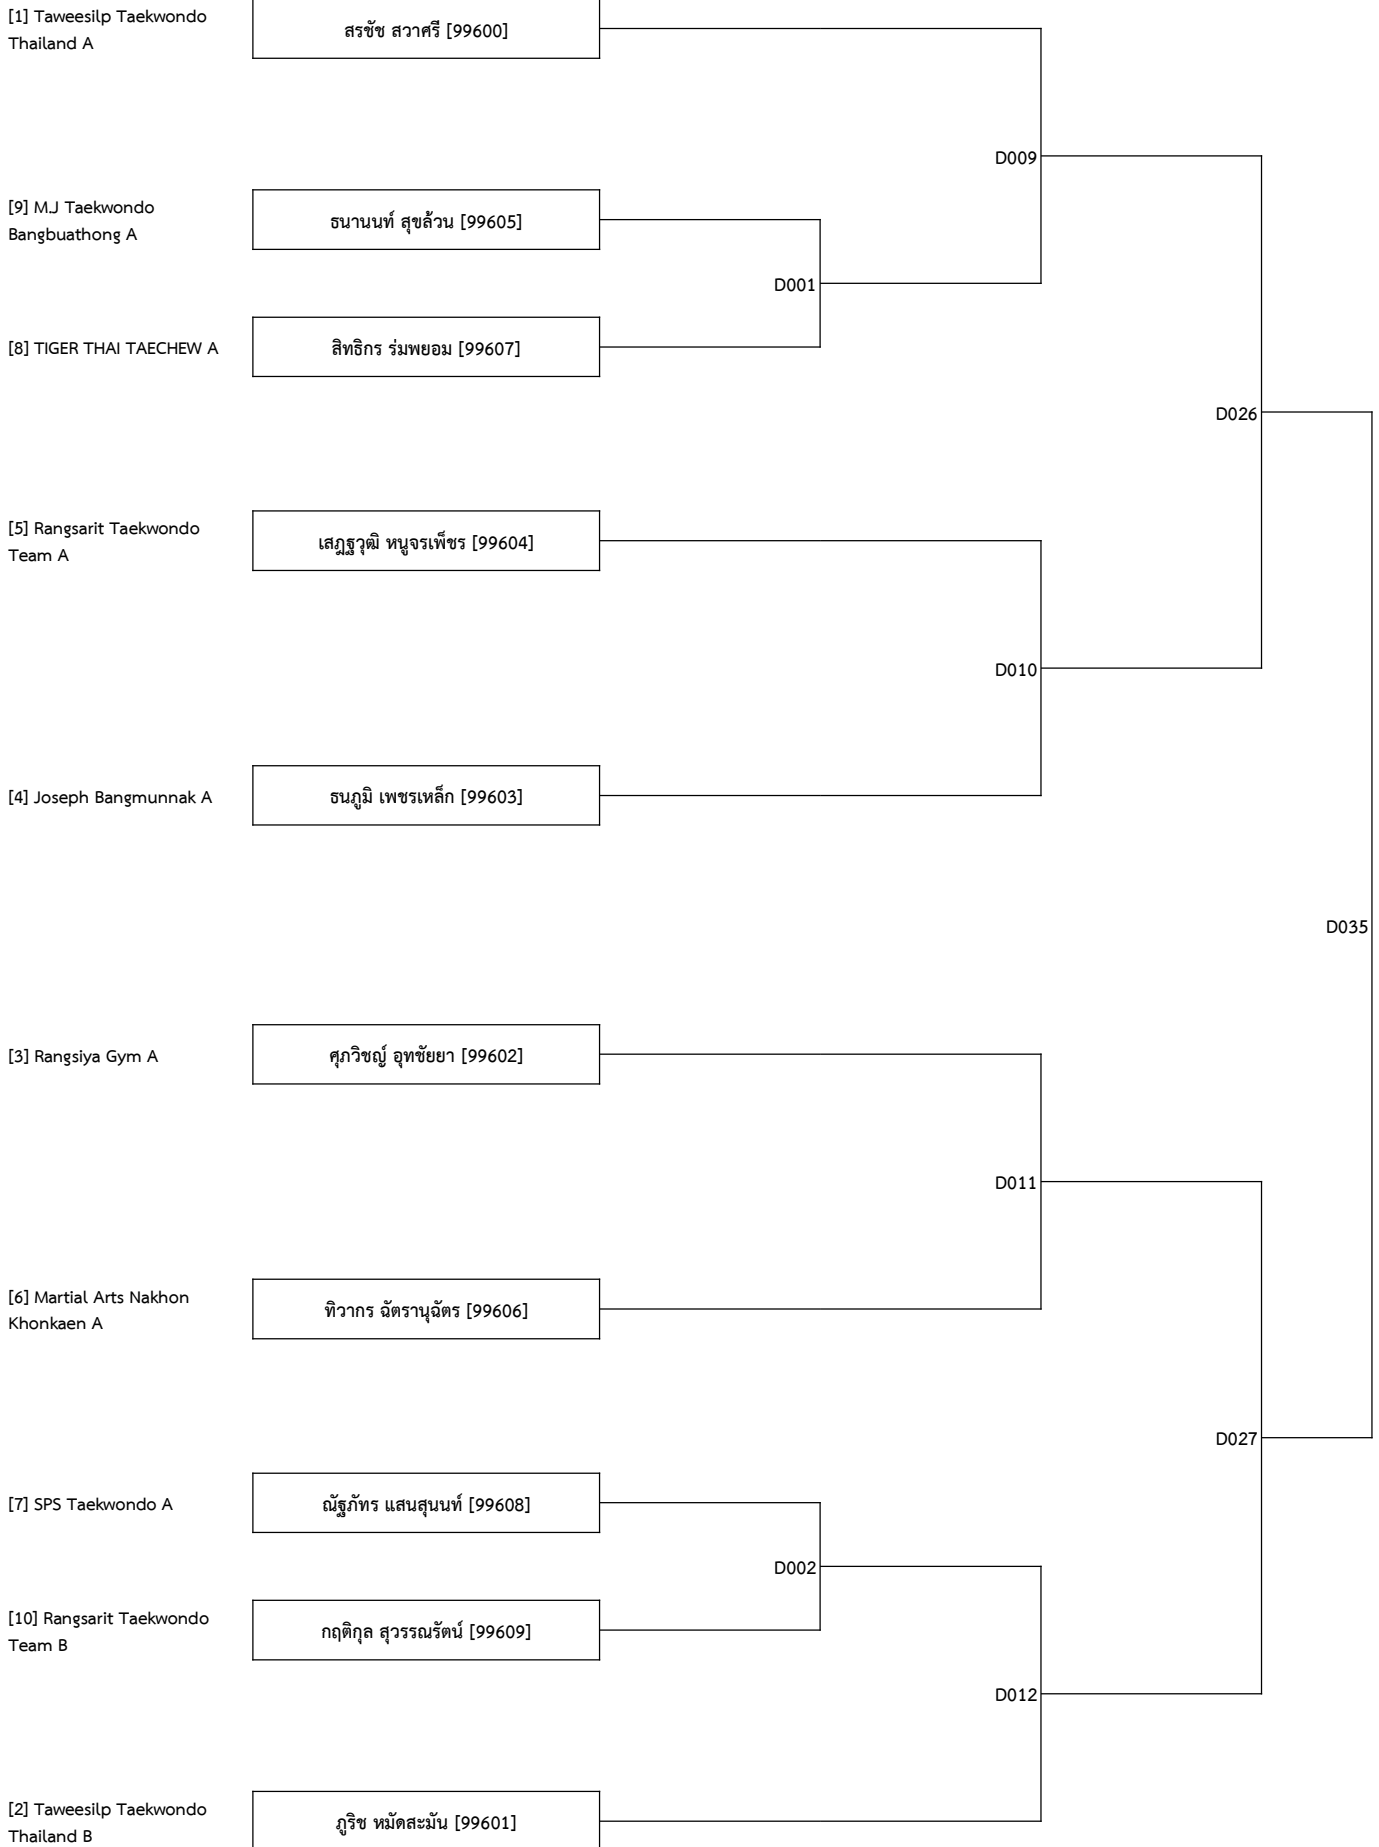 [1] Taweesilp Taekwondo
Thailand A
สรชัช สวาศรี [99600]
D009
[9] M.J Taekwondo
Bangbuathong A
ธนานนท์ สุขล้วน [99605]
D001
[8] TIGER THAI TAECHEW A
สิทธิกร ร่มพยอม [99607]
D026
[5] Rangsarit Taekwondo
Team A
เสฎฐวุฒิ หนูจรเพ็ชร [99604]
D010
[4] Joseph Bangmunnak A
ธนภูมิ เพชรเหล็ก [99603]
D035
[3] Rangsiya Gym A
ศุภวิชญ์ อุทชัยยา [99602]
D011
[6] Martial Arts Nakhon
Khonkaen A
ทิวากร ฉัตรานุฉัตร [99606]
D027
[7] SPS Taekwondo A
ณัฐภัทร แสนสุนนท์ [99608]
D002
[10] Rangsarit Taekwondo
Team B
กฤติกุล สุวรรณรัตน์ [99609]
D012
[2] Taweesilp Taekwondo
Thailand B
ภูริช หมัดสะมัน [99601]